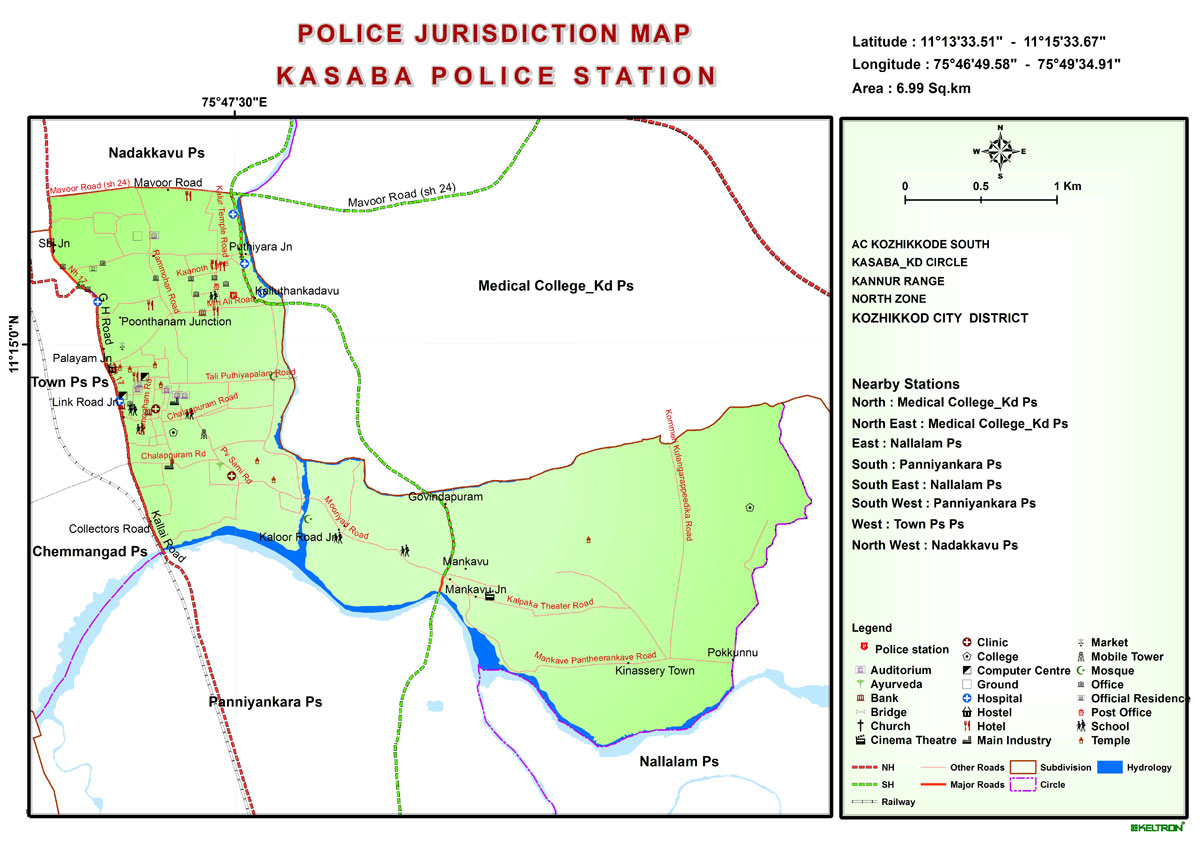 POLICE JURISDICTION MAP
KASABA POLICE STATION
Latitude : 11°13'33.51" - 11°15'33.67"
Longitude : 75°46'49.58" - 75°49'34.91"
Area : 6.99 Sq.km
75°47'30"E
11°15'0"N
Nadakkavu Ps
Mavoor Road (sh 24)
Mavoor Road
Mavoor Road (sh 24)
Kalur Temple Road
Sbi Jn
Puthiyara Jn
Rammohan Road
Kaanoth
Nh 17
Medical College_Kd Ps
Kalluthankadavu
Mm Ali Road
G H Road
Poonthanam Junction
Palayam Jn
Town Ps Ps
17
Tali Puthiyapalam Road
Link Road Jn
Chalappuram Road
Chalappuram Rd
Pv Sami Rd
Kommeri Kulangarappeedika Road
Govindapuram
Mooriyad Road
Collectors Road
Kallai Road
Kaloor Road Jn
Chemmangad Ps
Mankavu
Mankavu Jn
Kalpaka Theater Road
Mankave Pantheerankave Road
Pokkunnu
Kinassery Town
Panniyankara Ps
Nallalam Ps
N
W E
S
0 0.5 1 Km
AC KOZHIKKODE SOUTH
KASABA_KD CIRCLE
KANNUR RANGE
NORTH ZONE
KOZHIKKOD CITY DISTRICT
Nearby Stations
North : Medical College_Kd Ps
North East : Medical College_Kd Ps
East : Nallalam Ps
South : Panniyankara Ps
South East : Nallalam Ps
South West : Panniyankara Ps
West : Town Ps Ps
North West : Nadakkavu Ps
Legend
Police station
Auditorium
Ayurveda
Bank
Bridge
Church
Cinema Theatre
Clinic
College
Computer Centre
Ground
Hospital
Hostel
Hotel
Main Industry
Market
Mobile Tower
Mosque
Office
Official Residence
Post Office
School
Temple
NH
SH
Railway
Other Roads
Major Roads
Subdivision
Circle
Hydrology
KELTRON